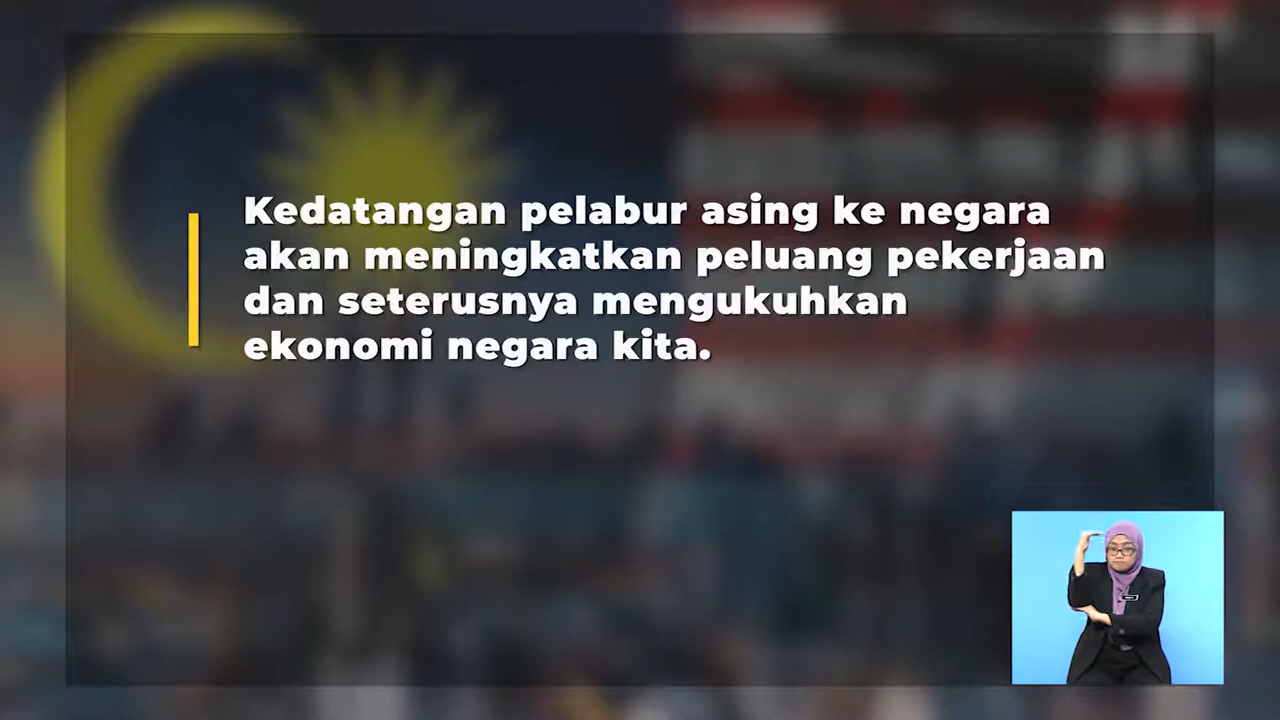 Kedatangan pelabur asing ke negara
akan meningkatkan peluang pekerjaan
dan seterusnya mengukuhkan
ekonomi negara kita.